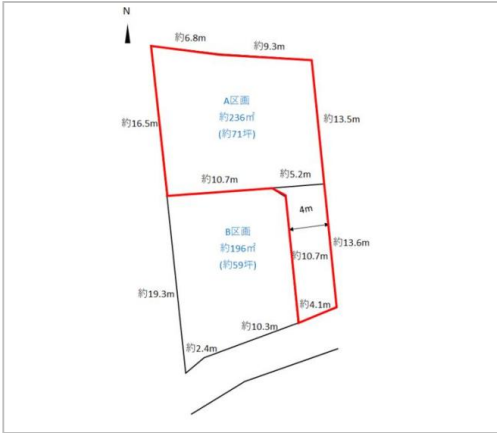 N
約6.8m
約9.3m
A区画
約236㎡
(約71坪)
約16.5m
約13.5m
約10.7m
約5.2m
4m
B区画
約196㎡
(約59坪)
約13.6m
約10.7m
約19.3m
約4.1m
約10.3m
約2.4m